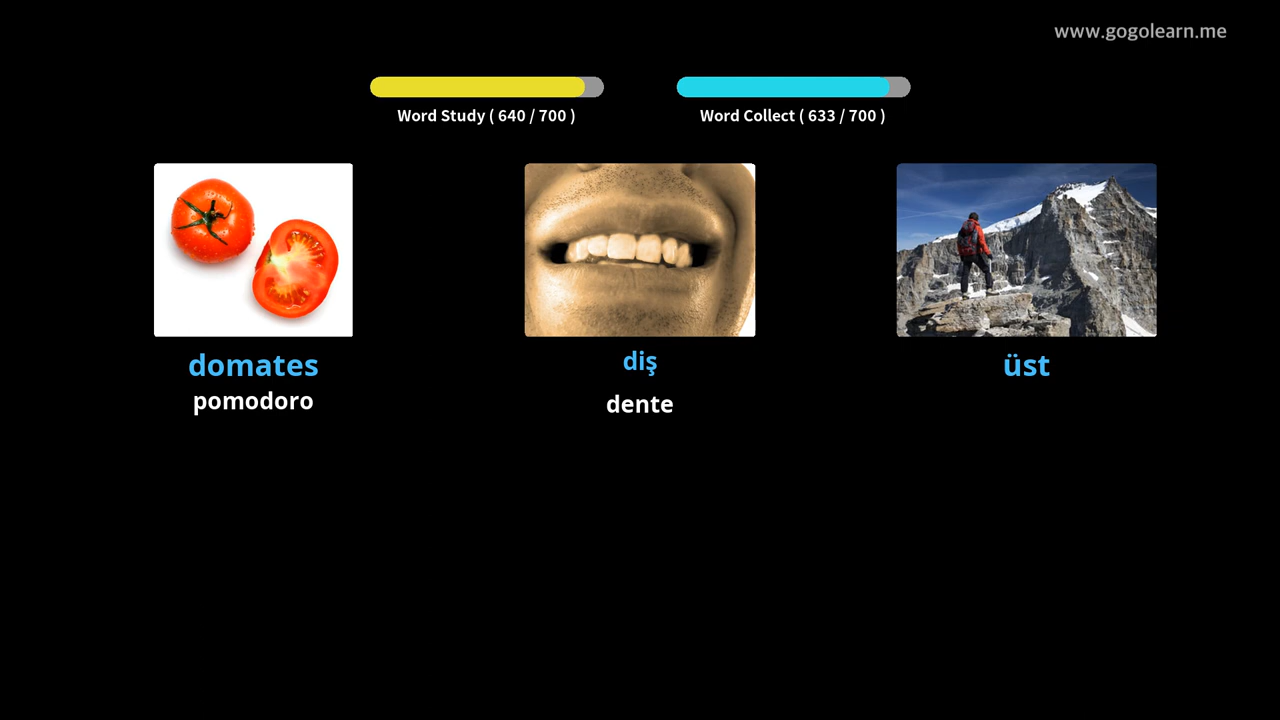 www.gogolearn.me
Word Study ( 640 / 700 )
Word Collect ( 633 / 700 )
domates
pomodoro
diş
dente
üst